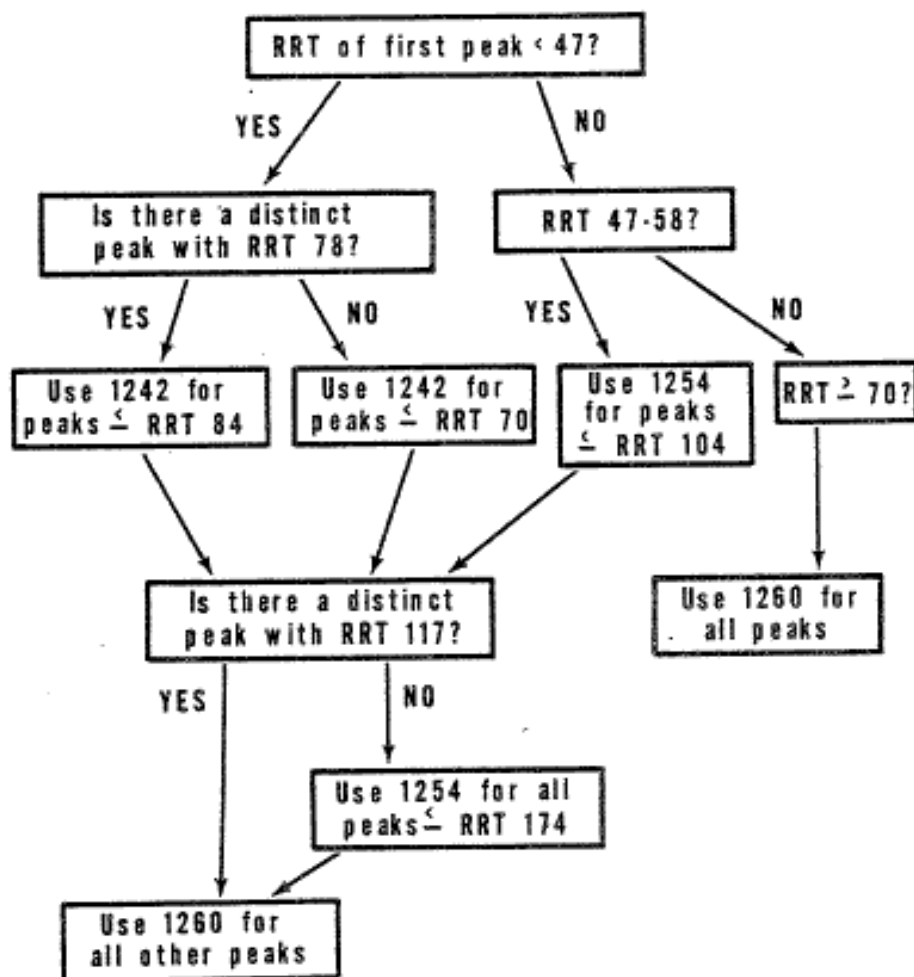 RRT of first peak < 47?
YES
NO
Is there a distinct
peak with RRT 78?
RRT 47-58?
YES
NO
YES
NO
Use 1242 for
peaks ≤ RRT 84
Use 1242 for
peaks ≤ RRT 70
Use 1254
for peaks
≤ RRT 104
RRT ≥ 70?
Is there a distinct
peak with RRT 117?
Use 1260 for
all peaks
YES
NO
Use 1254 for all
peaks ≤ RRT 174
Use 1260 for
all other peaks